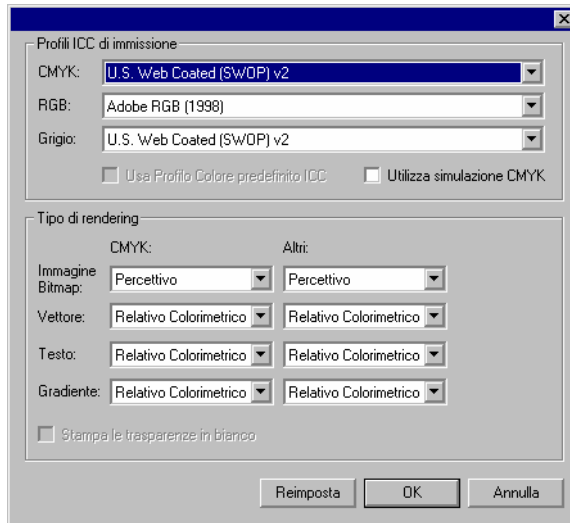 Profili ICC di immissione
CMYK: U.S. Web Coated (SWOP) v2
RGB: Adobe RGB (1998)
Grigio: U.S. Web Coated (SWOP) v2
Usa Profilo Colore predefinito ICC Utilizza simulazione CMYK
Tipo di rendering
CMYK: Altri:
Immagine
Bitmap: Percettivo Percettivo
Vettore: Relativo Colorimetrico Relativo Colorimetrico
Testo: Relativo Colorimetrico Relativo Colorimetrico
Gradiente: Relativo Colorimetrico Relativo Colorimetrico
Stampa le trasparenze in bianco
Reimposta OK Annulla